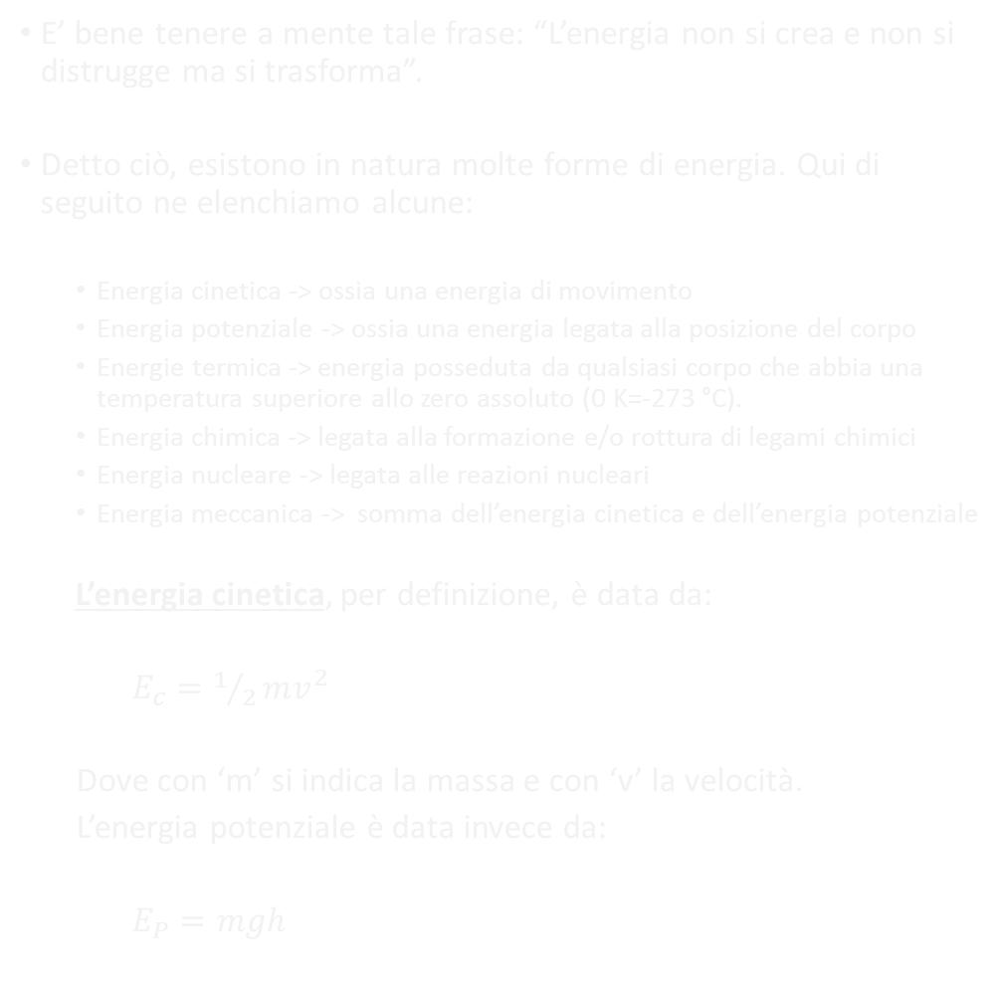 • E’ bene tenere a mente tale frase: “L’energia non si crea e non si
distrugge ma si trasforma”.
• Detto ciò, esistono in natura molte forme di energia. Qui di
seguito ne elenchiamo alcune:
• Energia cinetica -> ossia una energia di movimento
• Energia potenziale -> ossia una energia legata alla posizione del corpo
• Energie termica -> energia posseduta da qualsiasi corpo che abbia una
temperatura superiore allo zero assoluto (0 K=-273 °C).
• Energia chimica -> legata alla formazione e/o rottura di legami chimici
• Energia nucleare -> legata alle reazioni nucleari
• Energia meccanica -> somma dell’energia cinetica e dell’energia potenziale
L’energia cinetica, per definizione, è data da:
E_c = 1/2 mv²
Dove con ‘m’ si indica la massa e con ‘v’ la velocità.
L’energia potenziale è data invece da:
E_P = mgh